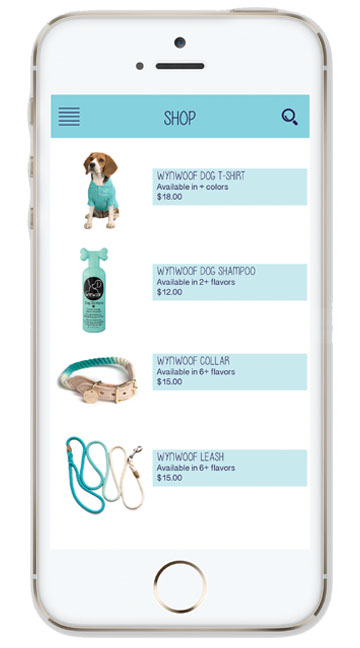 SHOP
WYNWOOF DOG T-SHIRT
Available in + colors
$18.00
WYNWOOF DOG SHAMPOO
Available in 2+ flavors
$12.00
WYNWOOF COLLAR
Available in 6+ flavors
$15.00
WYNWOOF LEASH
Available in 6+ flavors
$15.00